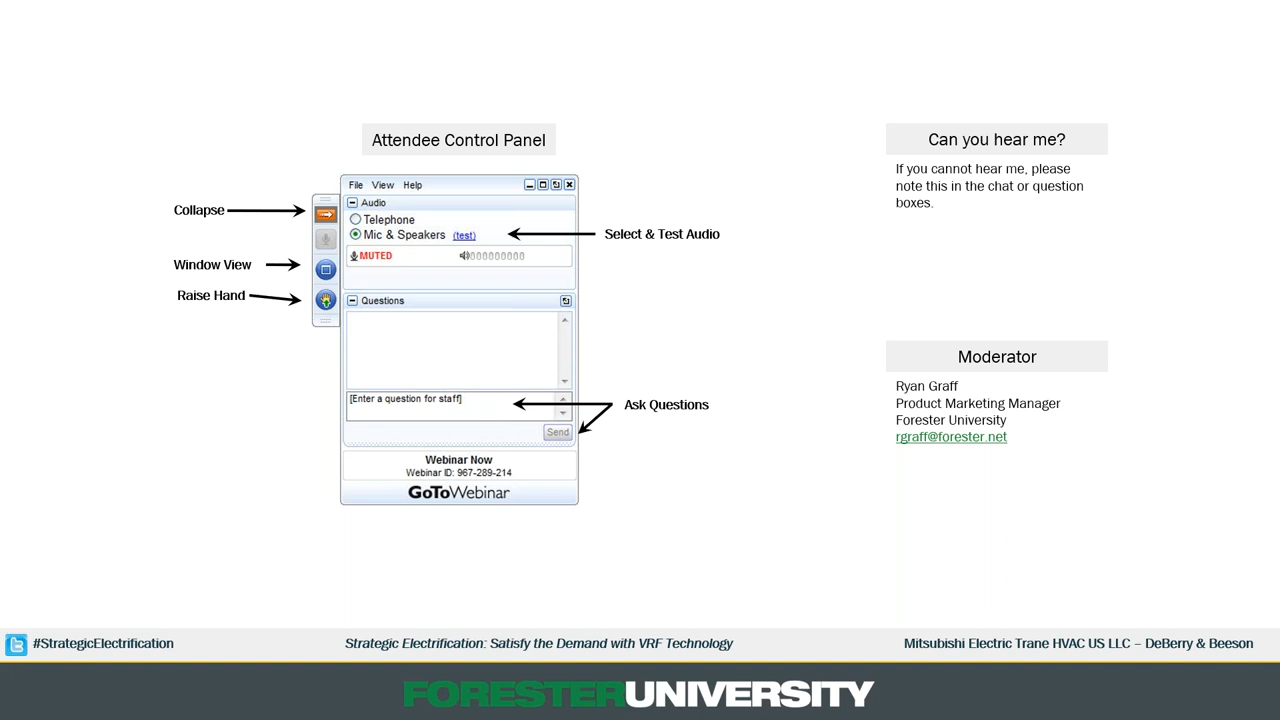 Attendee Control Panel
Collapse
Window View
Raise Hand
File View Help
Audio
Telephone
Mic & Speakers (test)
MUTED
Questions
[Enter a question for staff]
Send
Webinar Now
Webinar ID: 967-289-214
GoToWebinar
Select & Test Audio
Ask Questions
Can you hear me?
If you cannot hear me, please
note this in the chat or question
boxes.
Moderator
Ryan Graff
Product Marketing Manager
Forester University
rgraff@forester.net
#StrategicElectrification
Strategic Electrification: Satisfy the Demand with VRF Technology
Mitsubishi Electric Trane HVAC US LLC – DeBerry & Beeson
FORESTERUNIVERSITY